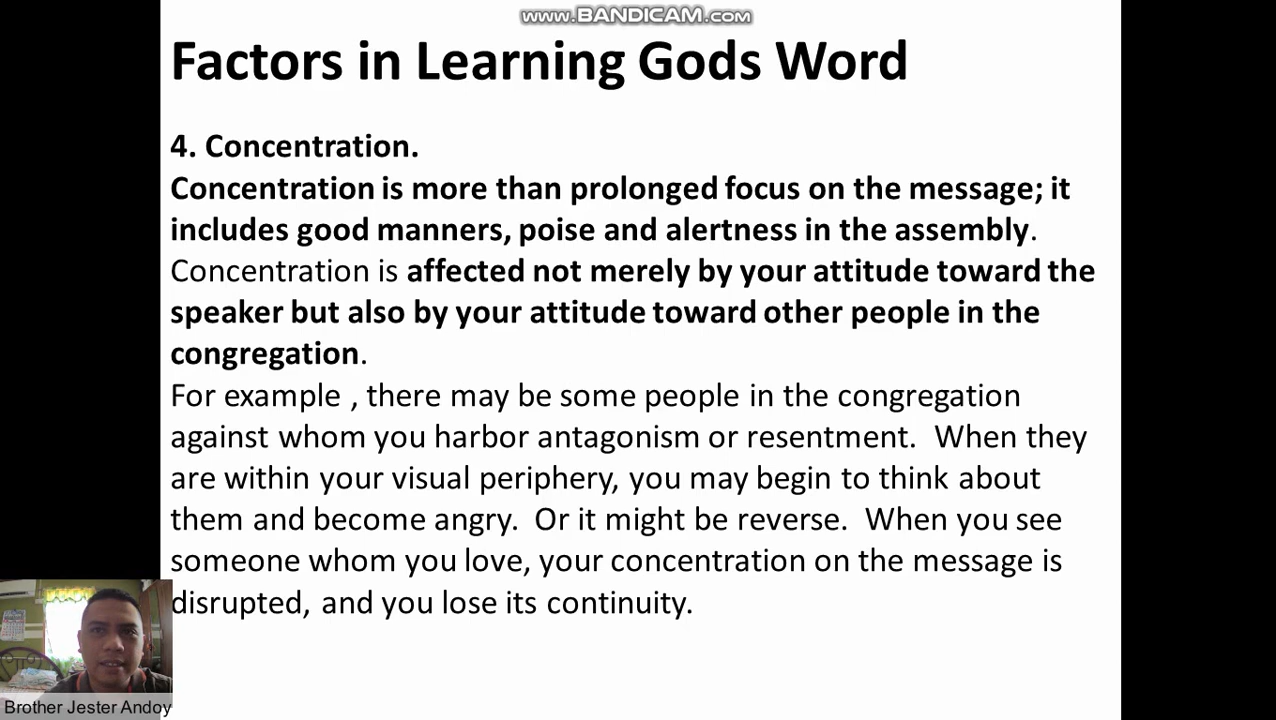 www.BANDICAM.com
Factors in Learning Gods Word
4. Concentration.
Concentration is more than prolonged focus on the message; it
includes good manners, poise and alertness in the assembly.
Concentration is affected not merely by your attitude toward the
speaker but also by your attitude toward other people in the
congregation.
For example , there may be some people in the congregation
against whom you harbor antagonism or resentment.  When they
are within your visual periphery, you may begin to think about
them and become angry.  Or it might be reverse.  When you see
someone whom you love, your concentration on the message is
disrupted, and you lose its continuity.
Brother Jester Andoy